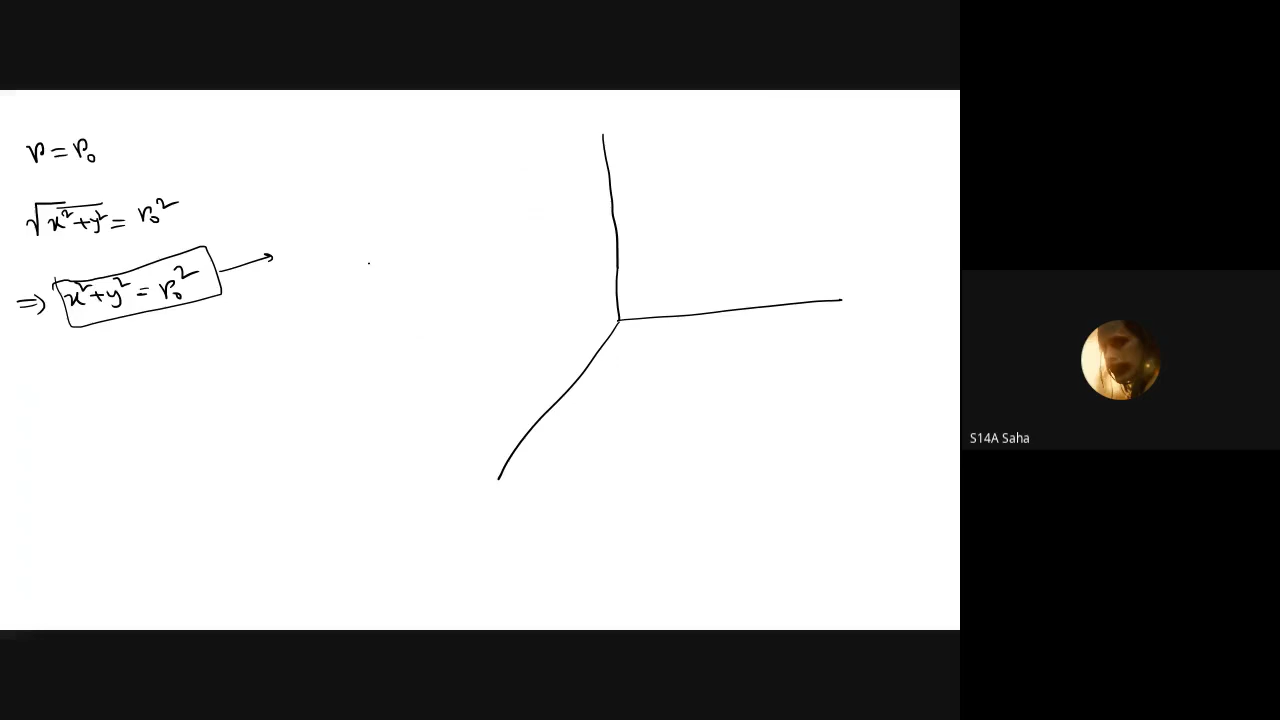 r = r₀
√x²+y² = r₀²
⇒ x²+y² = r₀² →
S14A Saha